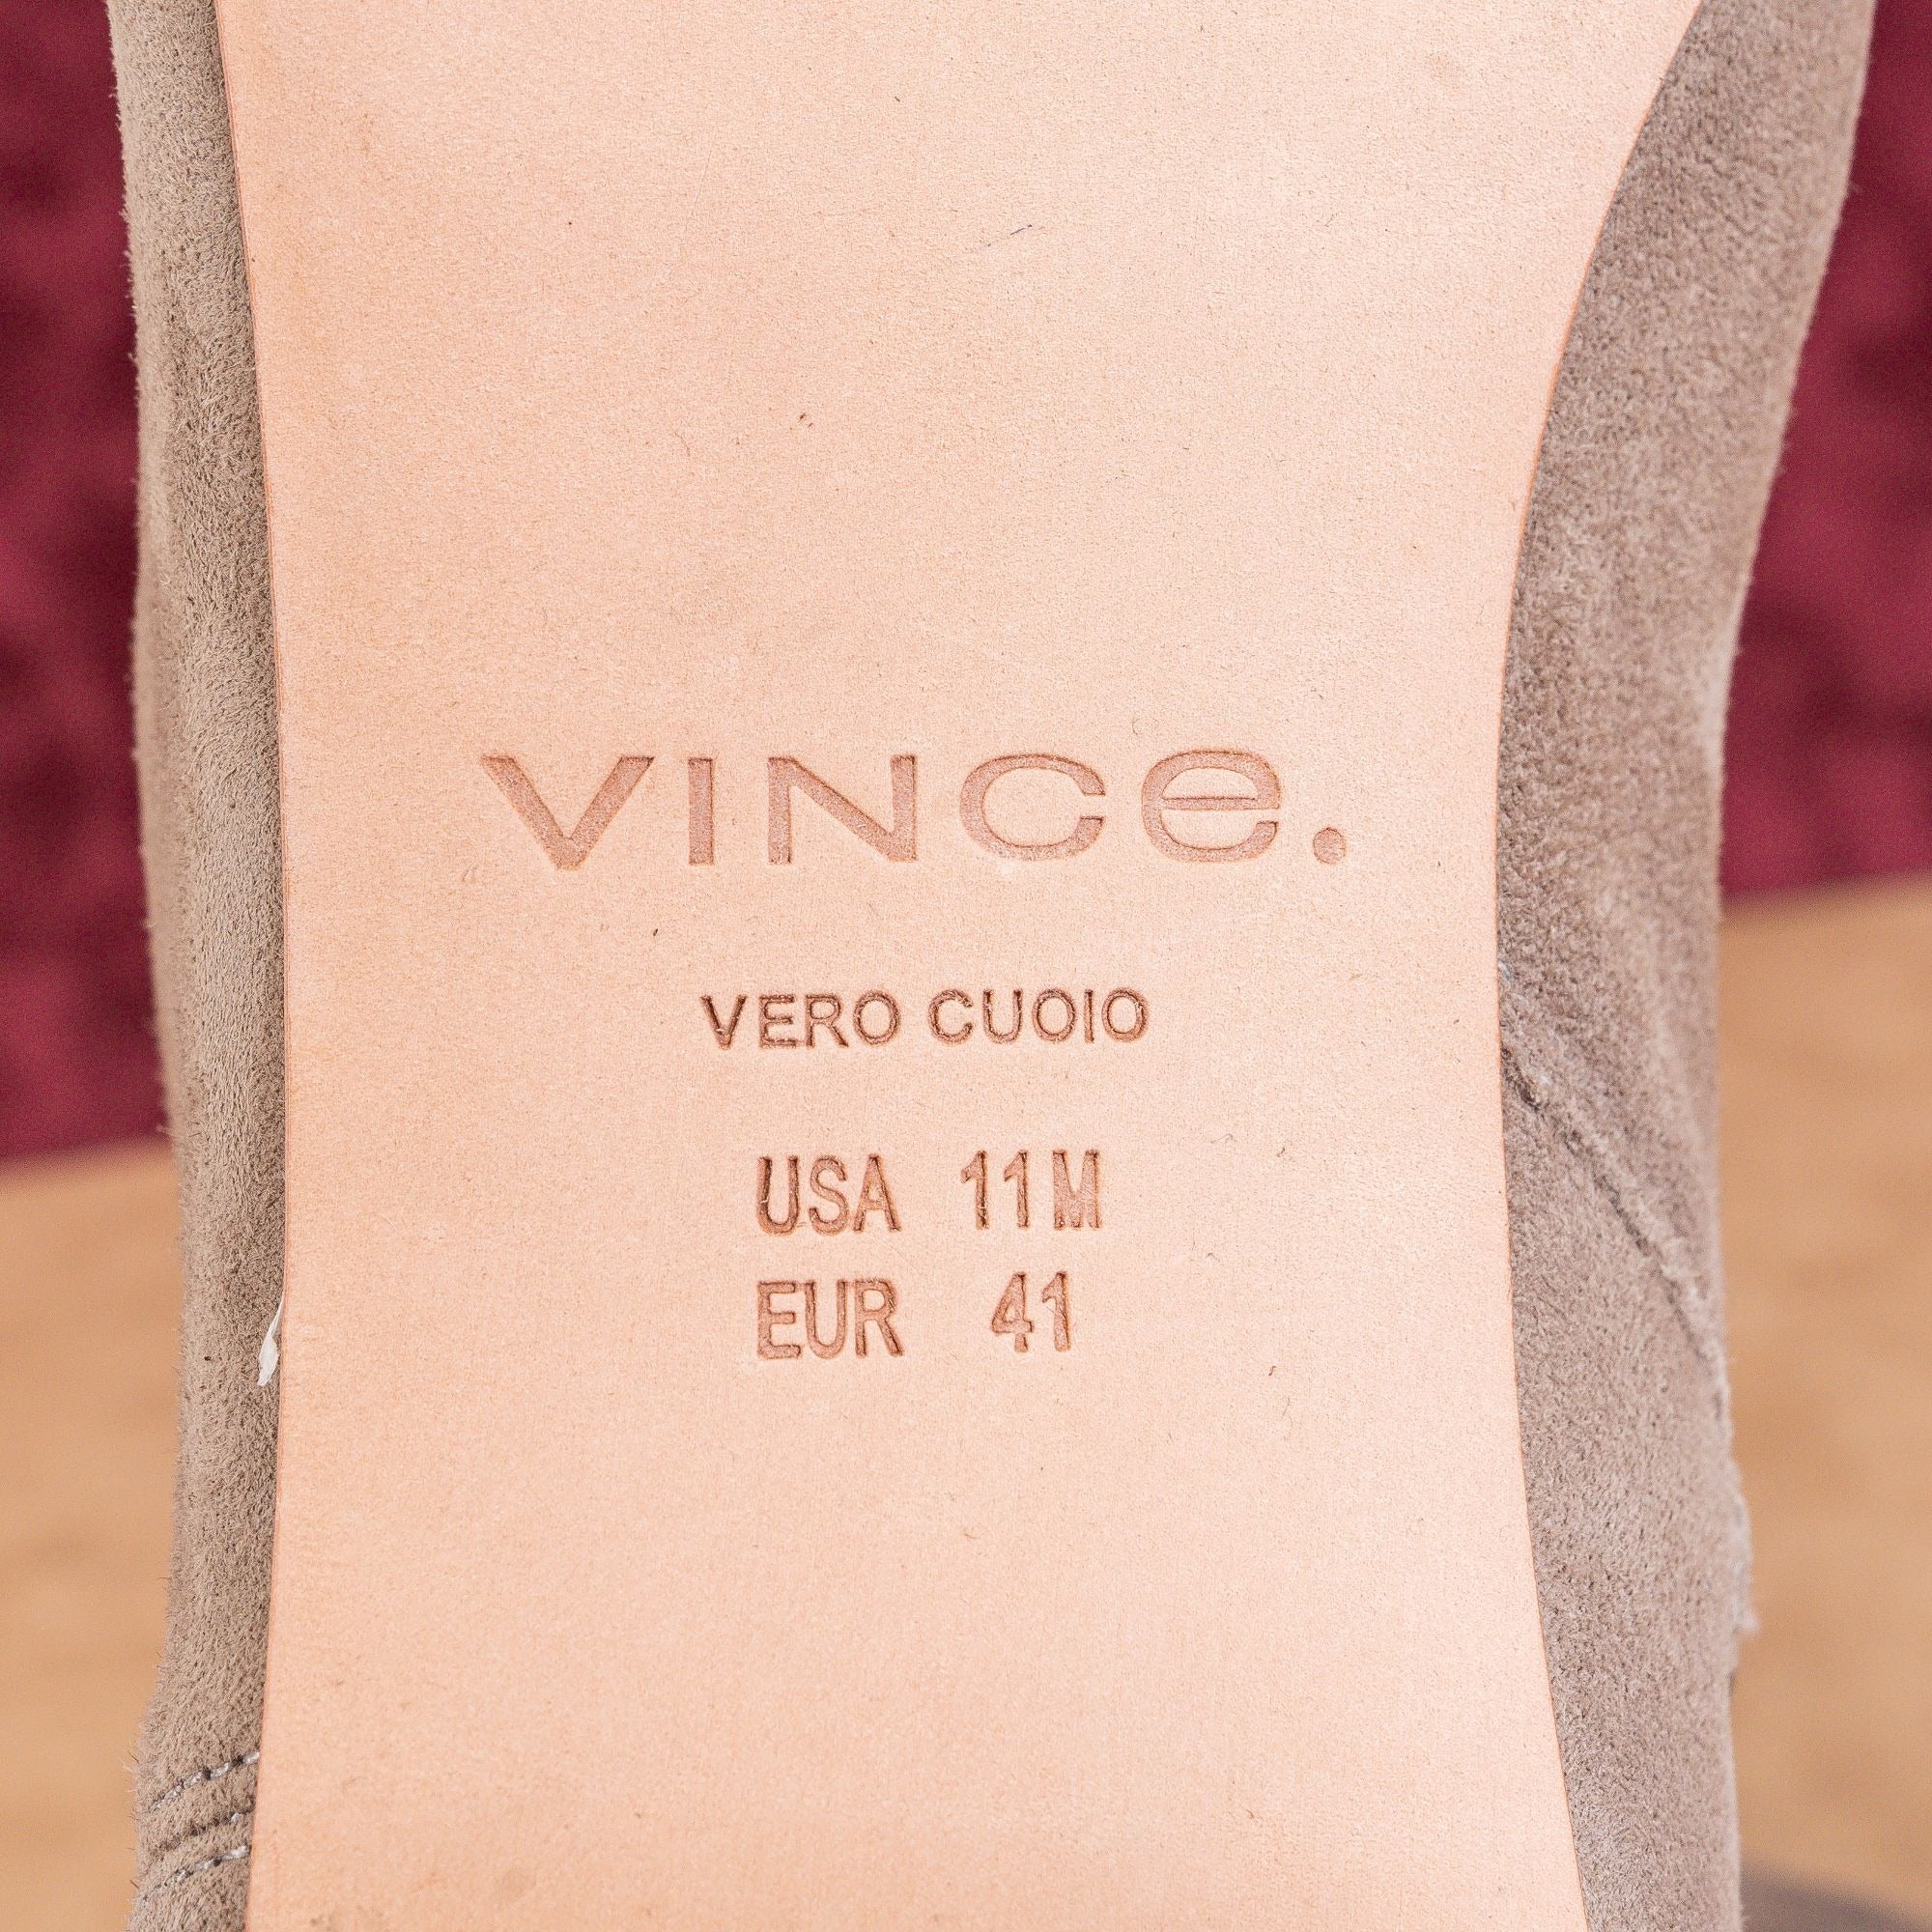 VINCe.
VERO CUOIO
USA 11M
EUR 41